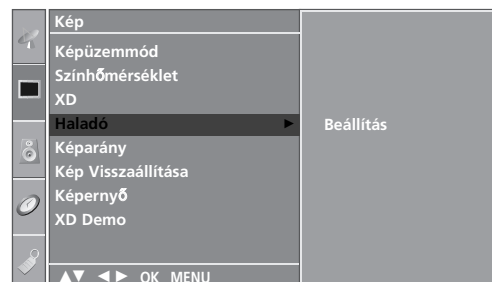 Kép
Képüzemmód
Színhőmérséklet
XD
Haladó ► Beállítás
Képarány
Kép Visszaállítása
Képernyő
XD Demo
▲▼ ◄► OK MENU